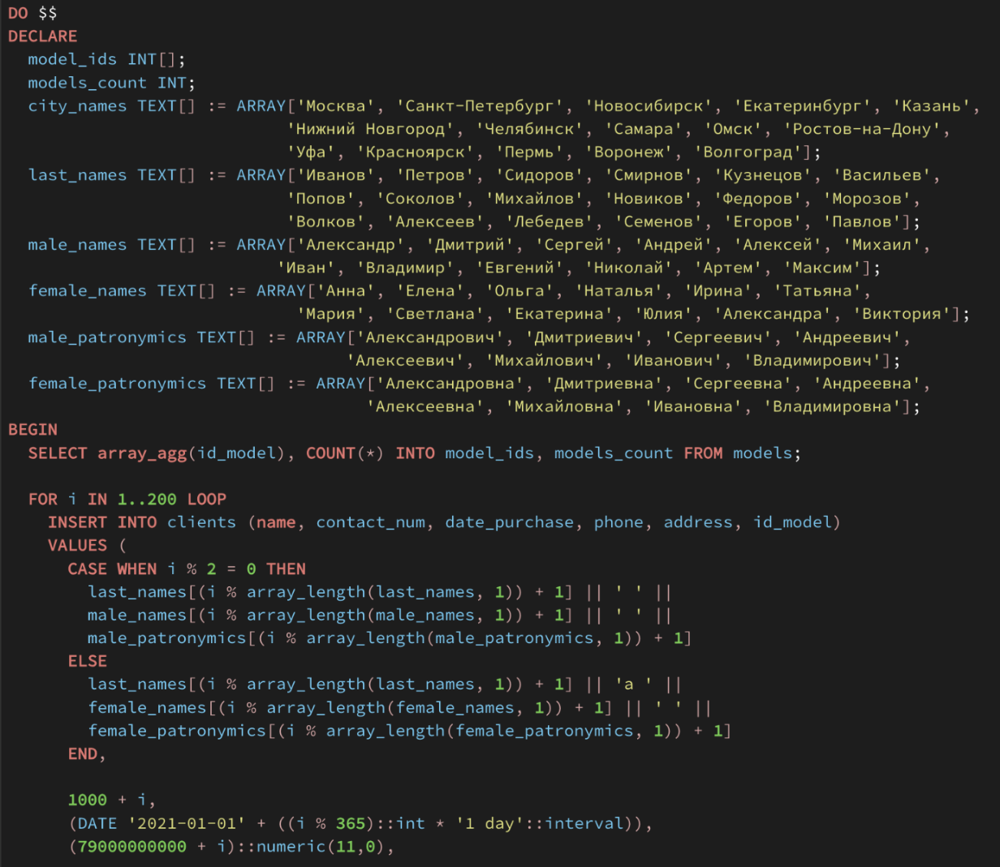 DO $$
DECLARE
  model_ids INT[];
  models_count INT;
  city_names TEXT[] := ARRAY['Москва', 'Санкт-Петербург', 'Новосибирск', 'Екатеринбург', 'Казань',
                            'Нижний Новгород', 'Челябинск', 'Самара', 'Омск', 'Ростов-на-Дону',
                            'Уфа', 'Красноярск', 'Пермь', 'Воронеж', 'Волгоград'];
  last_names TEXT[] := ARRAY['Иванов', 'Петров', 'Сидоров', 'Смирнов', 'Кузнецов', 'Васильев',
                            'Попов', 'Соколов', 'Михайлов', 'Новиков', 'Федоров', 'Морозов',
                            'Волков', 'Алексеев', 'Лебедев', 'Семенов', 'Егоров', 'Павлов'];
  male_names TEXT[] := ARRAY['Александр', 'Дмитрий', 'Сергей', 'Андрей', 'Алексей', 'Михаил',
                           'Иван', 'Владимир', 'Евгений', 'Николай', 'Артем', 'Максим'];
  female_names TEXT[] := ARRAY['Анна', 'Елена', 'Ольга', 'Наталья', 'Ирина', 'Татьяна',
                             'Мария', 'Светлана', 'Екатерина', 'Юлия', 'Александра', 'Виктория'];
  male_patronymics TEXT[] := ARRAY['Александрович', 'Дмитриевич', 'Сергеевич', 'Андреевич',
                                  'Алексеевич', 'Михайлович', 'Иванович', 'Владимирович'];
  female_patronymics TEXT[] := ARRAY['Александровна', 'Дмитриевна', 'Сергеевна', 'Андреевна',
                                    'Алексеевна', 'Михайловна', 'Ивановна', 'Владимировна'];
BEGIN
  SELECT array_agg(id_model), COUNT(*) INTO model_ids, models_count FROM models;

  FOR i IN 1..200 LOOP
    INSERT INTO clients (name, contact_num, date_purchase, phone, address, id_model)
    VALUES (
      CASE WHEN i % 2 = 0 THEN
        last_names[(i % array_length(last_names, 1)) + 1] || ' ' ||
        male_names[(i % array_length(male_names, 1)) + 1] || ' ' ||
        male_patronymics[(i % array_length(male_patronymics, 1)) + 1]
      ELSE
        last_names[(i % array_length(last_names, 1)) + 1] || 'а ' ||
        female_names[(i % array_length(female_names, 1)) + 1] || ' ' ||
        female_patronymics[(i % array_length(female_patronymics, 1)) + 1]
      END,

      1000 + i,
      (DATE '2021-01-01' + ((i % 365)::int * '1 day'::interval)),
      (79000000000 + i)::numeric(11,0),